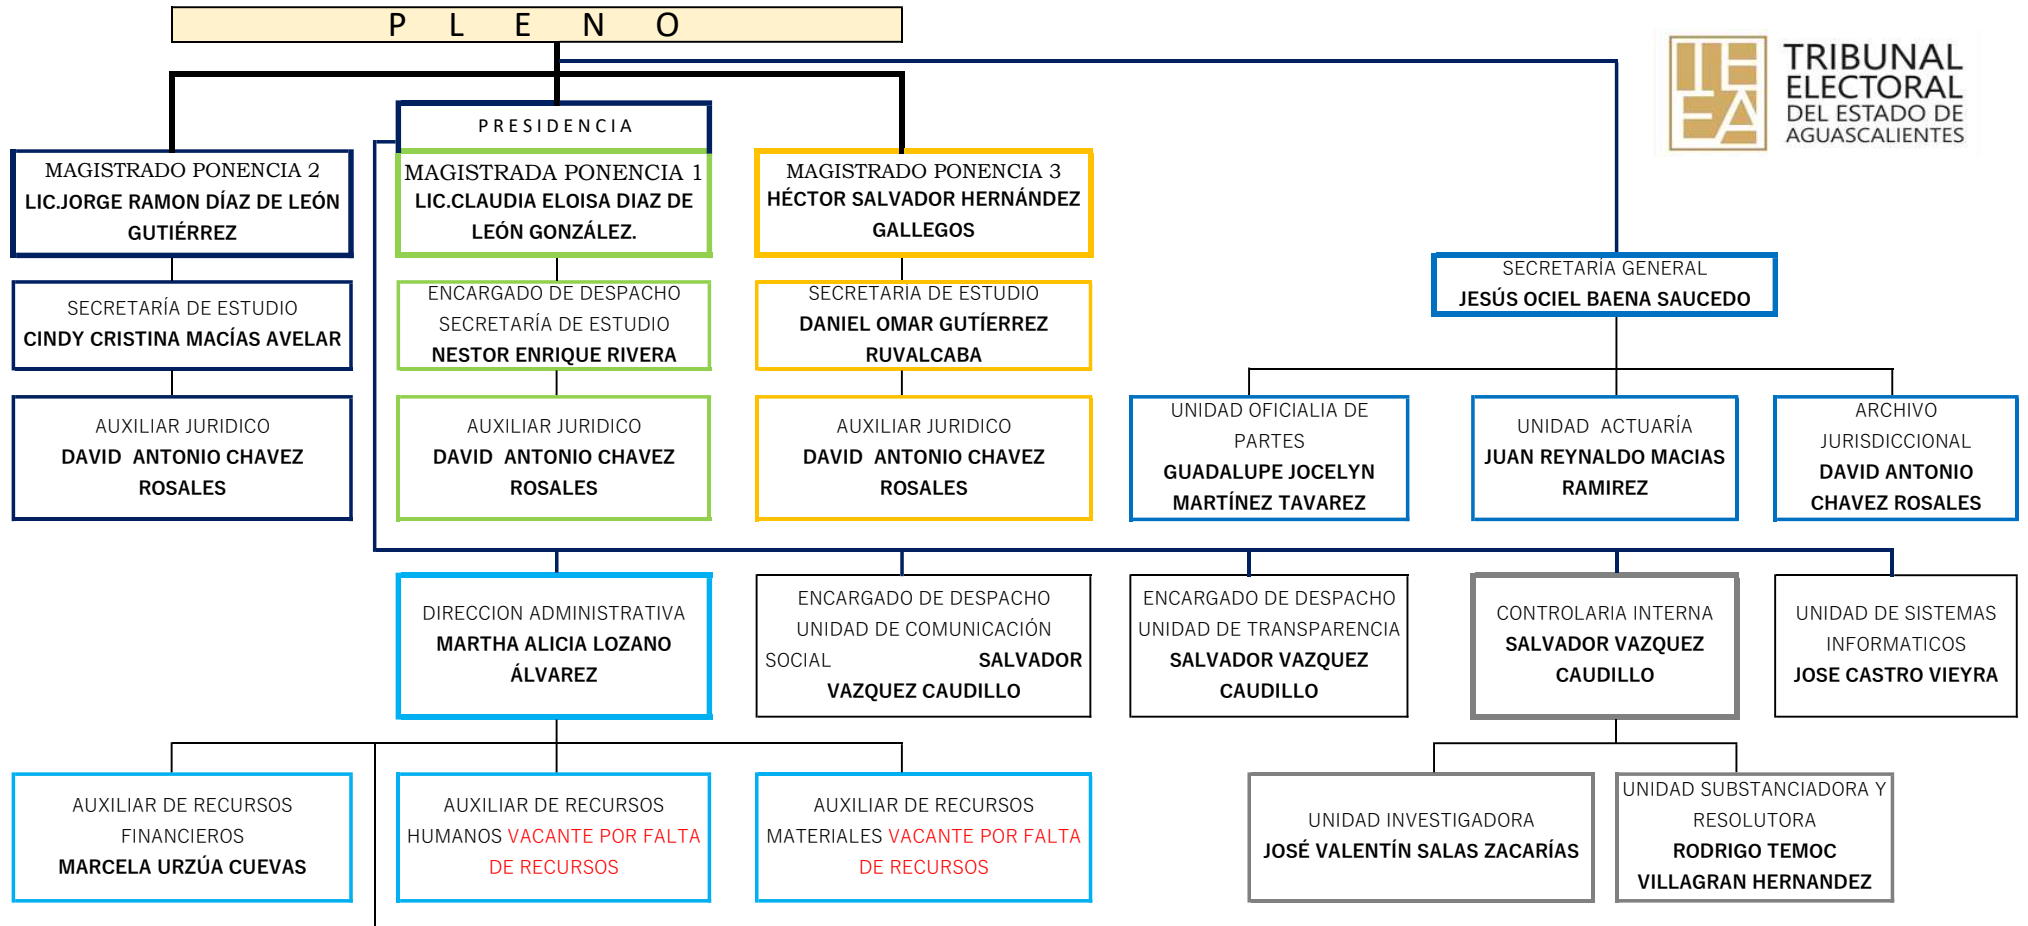 P L E N O
TRIBUNAL
ELECTORAL
DEL ESTADO DE
AGUASCALIENTES
PRESIDENCIA
MAGISTRADO PONENCIA 2
LIC.JORGE RAMON DÍAZ DE LEÓN
GUTIÉRREZ
MAGISTRADA PONENCIA 1
LIC.CLAUDIA ELOISA DIAZ DE
LEÓN GONZÁLEZ.
MAGISTRADO PONENCIA 3
HÉCTOR SALVADOR HERNÁNDEZ
GALLEGOS
SECRETARÍA GENERAL
JESÚS OCIEL BAENA SAUCEDO
SECRETARÍA DE ESTUDIO
CINDY CRISTINA MACÍAS AVELAR
ENCARGADO DE DESPACHO
SECRETARÍA DE ESTUDIO
NESTOR ENRIQUE RIVERA
SECRETARIA DE ESTUDIO
DANIEL OMAR GUTÍERREZ
RUVALCABA
AUXILIAR JURIDICO
DAVID ANTONIO CHAVEZ
ROSALES
AUXILIAR JURIDICO
DAVID ANTONIO CHAVEZ
ROSALES
AUXILIAR JURIDICO
DAVID ANTONIO CHAVEZ
ROSALES
UNIDAD OFICIALIA DE
PARTES
GUADALUPE JOCELYN
MARTÍNEZ TAVAREZ
UNIDAD ACTUARÍA
JUAN REYNALDO MACIAS
RAMIREZ
ARCHIVO
JURISDICCIONAL
DAVID ANTONIO
CHAVEZ ROSALES
DIRECCION ADMINISTRATIVA
MARTHA ALICIA LOZANO
ÁLVAREZ
ENCARGADO DE DESPACHO
UNIDAD DE COMUNICACIÓN
SOCIAL SALVADOR
VAZQUEZ CAUDILLO
ENCARGADO DE DESPACHO
UNIDAD DE TRANSPARENCIA
SALVADOR VAZQUEZ
CAUDILLO
CONTROLARIA INTERNA
SALVADOR VAZQUEZ
CAUDILLO
UNIDAD DE SISTEMAS
INFORMATICOS
JOSE CASTRO VIEYRA
AUXILIAR DE RECURSOS
FINANCIEROS
MARCELA URZÚA CUEVAS
AUXILIAR DE RECURSOS
HUMANOS VACANTE POR FALTA
DE RECURSOS
AUXILIAR DE RECURSOS
MATERIALES VACANTE POR FALTA
DE RECURSOS
UNIDAD INVESTIGADORA
JOSÉ VALENTÍN SALAS ZACARÍAS
UNIDAD SUBSTANCIADORA Y
RESOLUTORA
RODRIGO TEMOC
VILLAGRAN HERNANDEZ